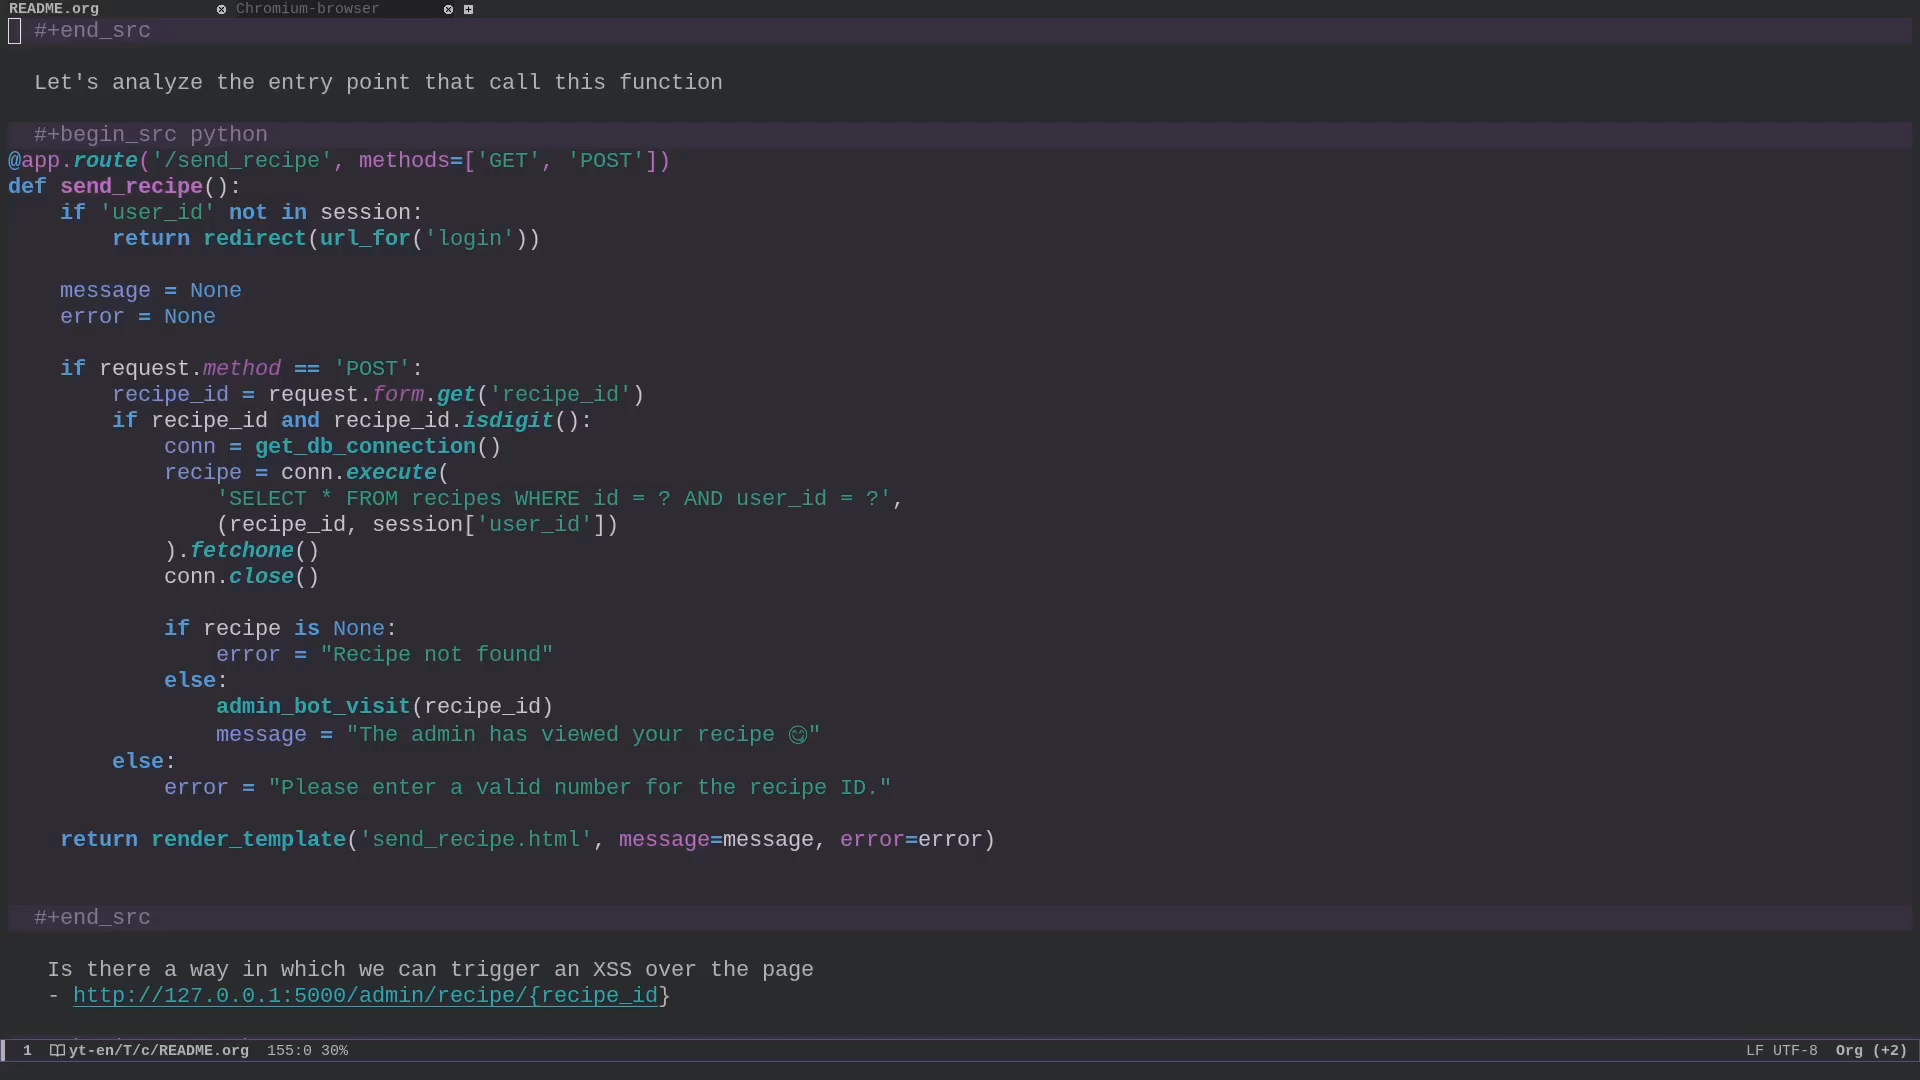 README.org Chromium-browser
#+end_src
Let's analyze the entry point that call this function
#+begin_src python
@app.route('/send_recipe', methods=['GET', 'POST'])
def send_recipe():
    if 'user_id' not in session:
        return redirect(url_for('login'))
    message = None
    error = None
    if request.method == 'POST':
        recipe_id = request.form.get('recipe_id')
        if recipe_id and recipe_id.isdigit():
            conn = get_db_connection()
            recipe = conn.execute(
                'SELECT * FROM recipes WHERE id = ? AND user_id = ?',
                (recipe_id, session['user_id'])
            ).fetchone()
            conn.close()
            if recipe is None:
                error = "Recipe not found"
            else:
                admin_bot_visit(recipe_id)
                message = "The admin has viewed your recipe 😋"
        else:
            error = "Please enter a valid number for the recipe ID."
    return render_template('send_recipe.html', message=message, error=error)
#+end_src
Is there a way in which we can trigger an XSS over the page
- http://127.0.0.1:5000/admin/recipe/{recipe_id}
1 yt-en/T/c/README.org 155:0 30% LF UTF-8 Org (+2)